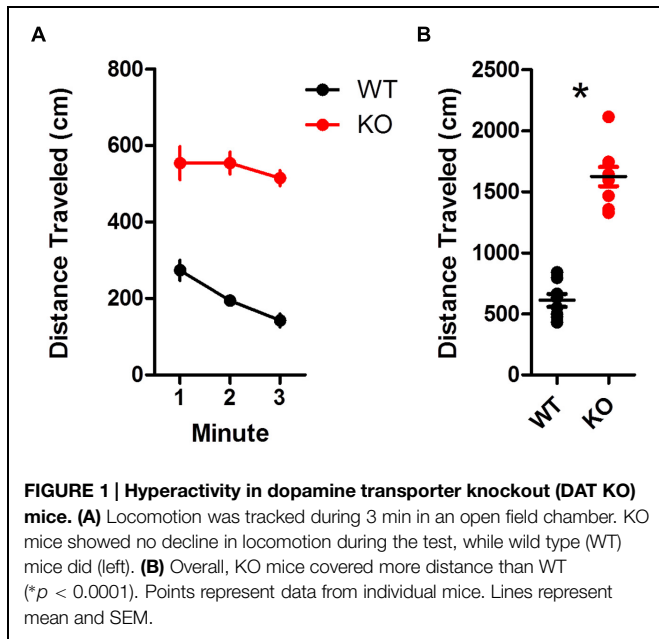 A
B
800
600
400
200
0
Distance Traveled (cm)
WT
KO
1 2 3
Minute
2500
2000
1500
1000
500
0
Distance Traveled (cm)
*
WT
KO
FIGURE 1 | Hyperactivity in dopamine transporter knockout (DAT KO)
mice. (A) Locomotion was tracked during 3 min in an open field chamber. KO
mice showed no decline in locomotion during the test, while wild type (WT)
mice did (left). (B) Overall, KO mice covered more distance than WT
(*p < 0.0001). Points represent data from individual mice. Lines represent
mean and SEM.